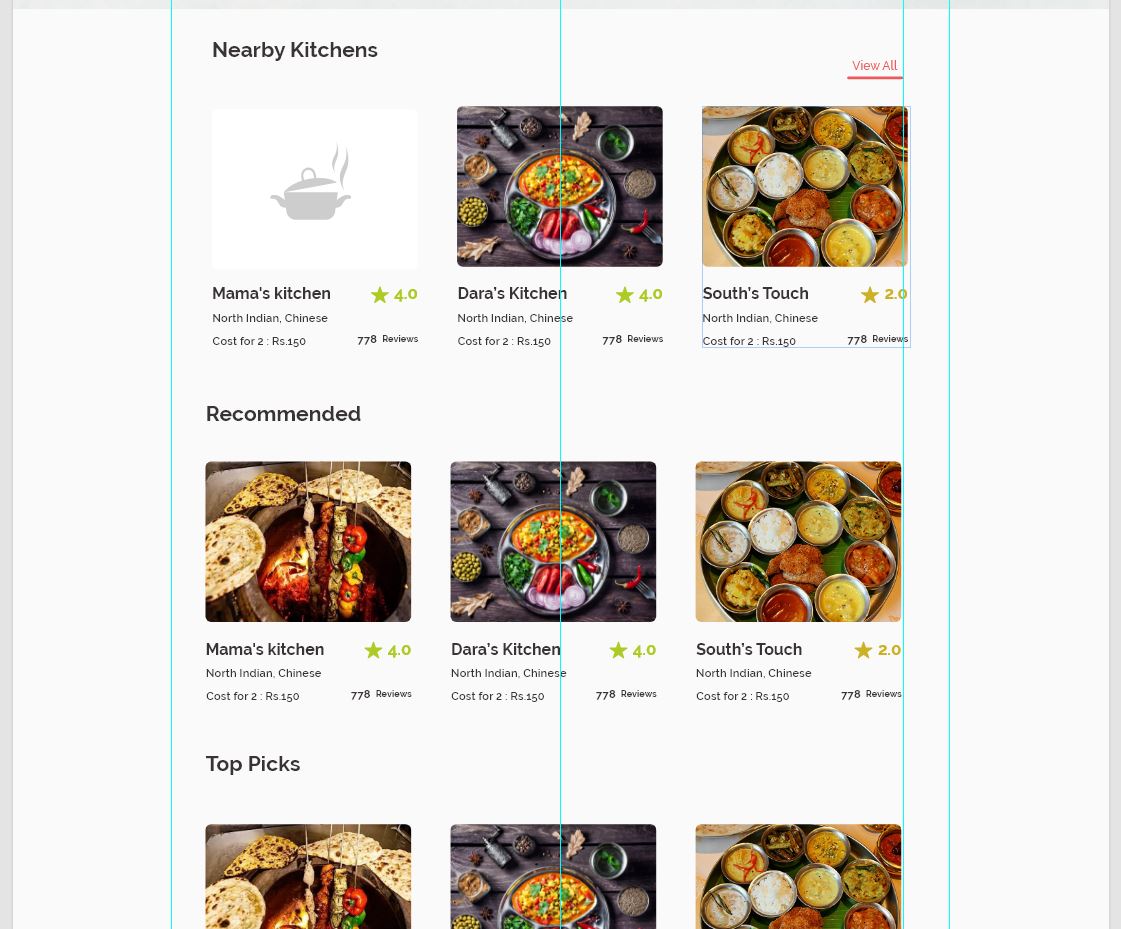 Nearby Kitchens
View All
Mama's kitchen 4.0
North Indian, Chinese
Cost for 2 : Rs.150 778 Reviews
Dara's Kitchen 4.0
North Indian, Chinese
Cost for 2 : Rs.150 778 Reviews
South's Touch 2.0
North Indian, Chinese
Cost for 2 : Rs.150 778 Reviews
Recommended
Mama's kitchen 4.0
North Indian, Chinese
Cost for 2 : Rs.150 778 Reviews
Dara's Kitchen 4.0
North Indian, Chinese
Cost for 2 : Rs.150 778 Reviews
South's Touch 2.0
North Indian, Chinese
Cost for 2 : Rs.150 778 Reviews
Top Picks